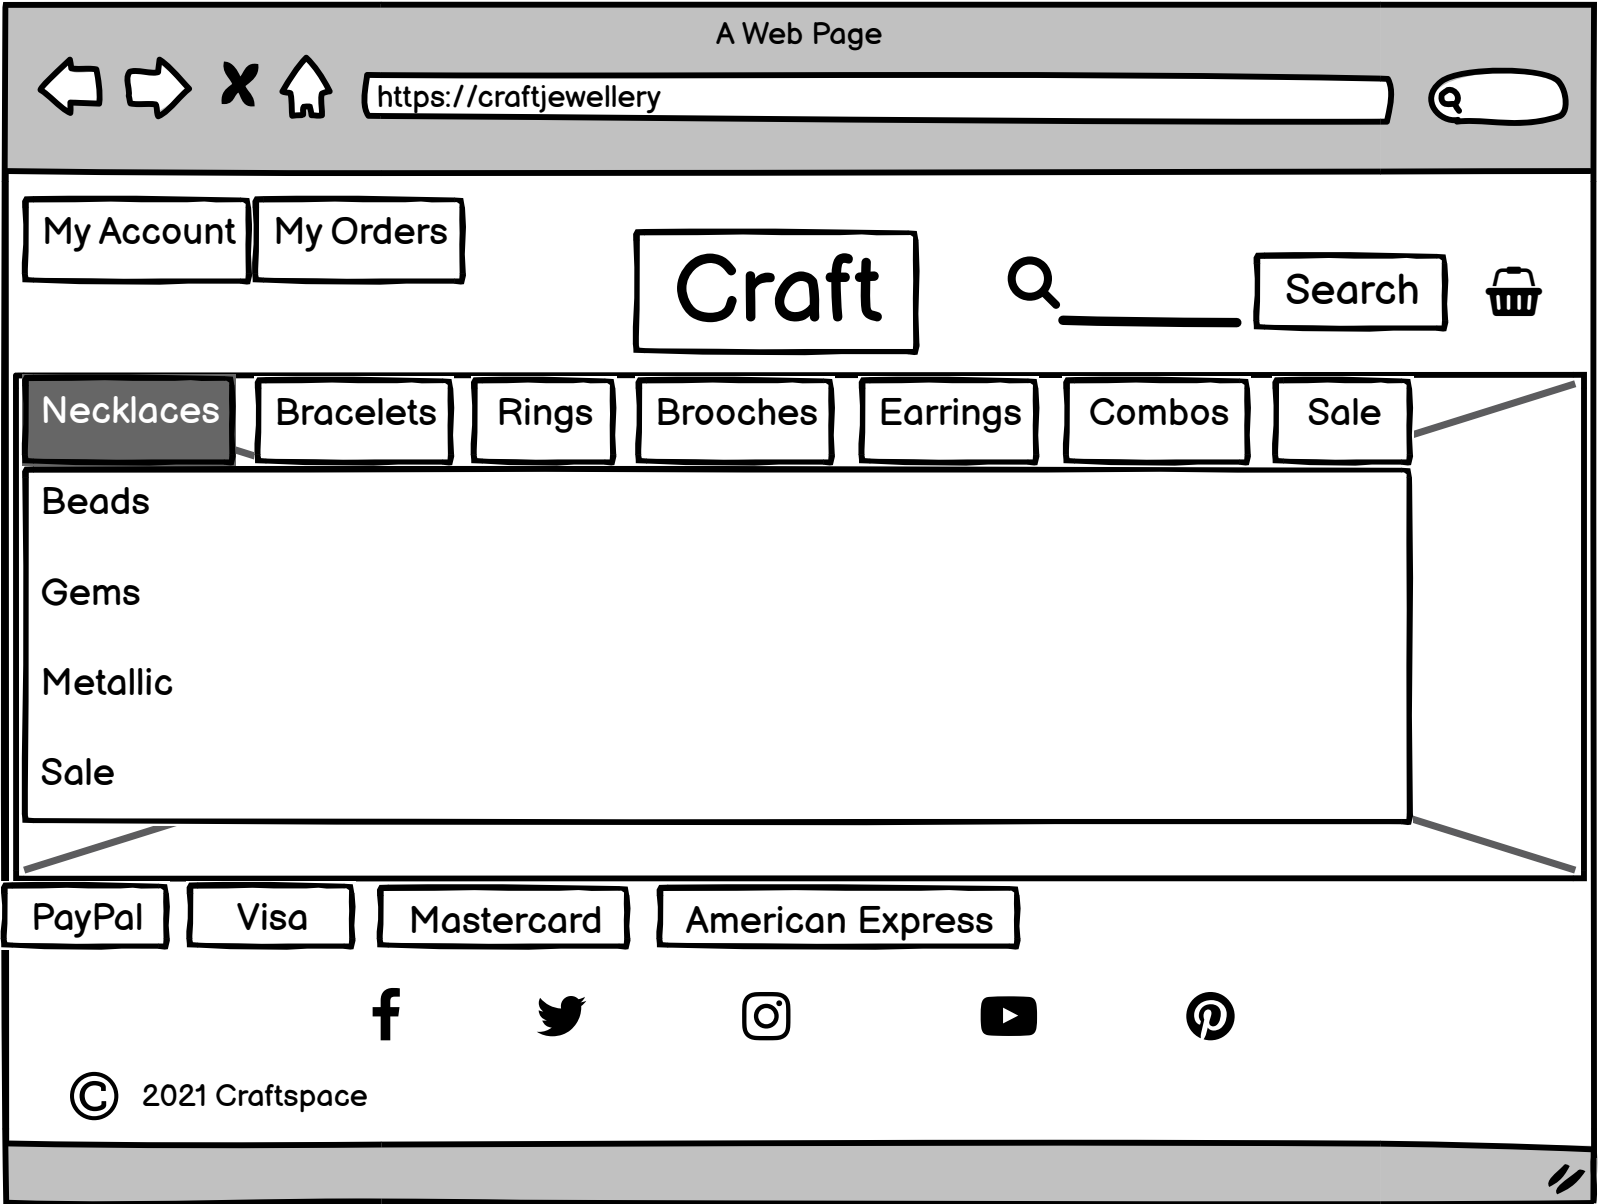 A Web Page
https://craftjewellery
My Account
My Orders
Craft
Search
Necklaces
Bracelets
Rings
Brooches
Earrings
Combos
Sale
Beads
Gems
Metallic
Sale
PayPal
Visa
Mastercard
American Express
© 2021 Craftspace